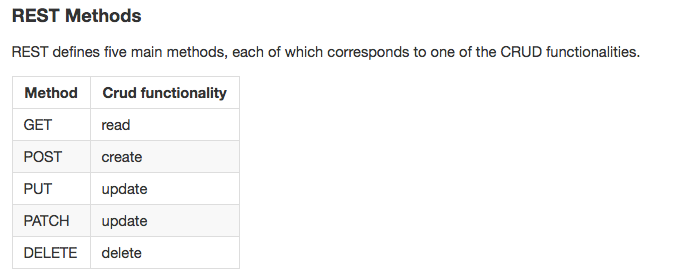 REST Methods
REST defines five main methods, each of which corresponds to one of the CRUD functionalities.
Method Crud functionality
GET read
POST create
PUT update
PATCH update
DELETE delete